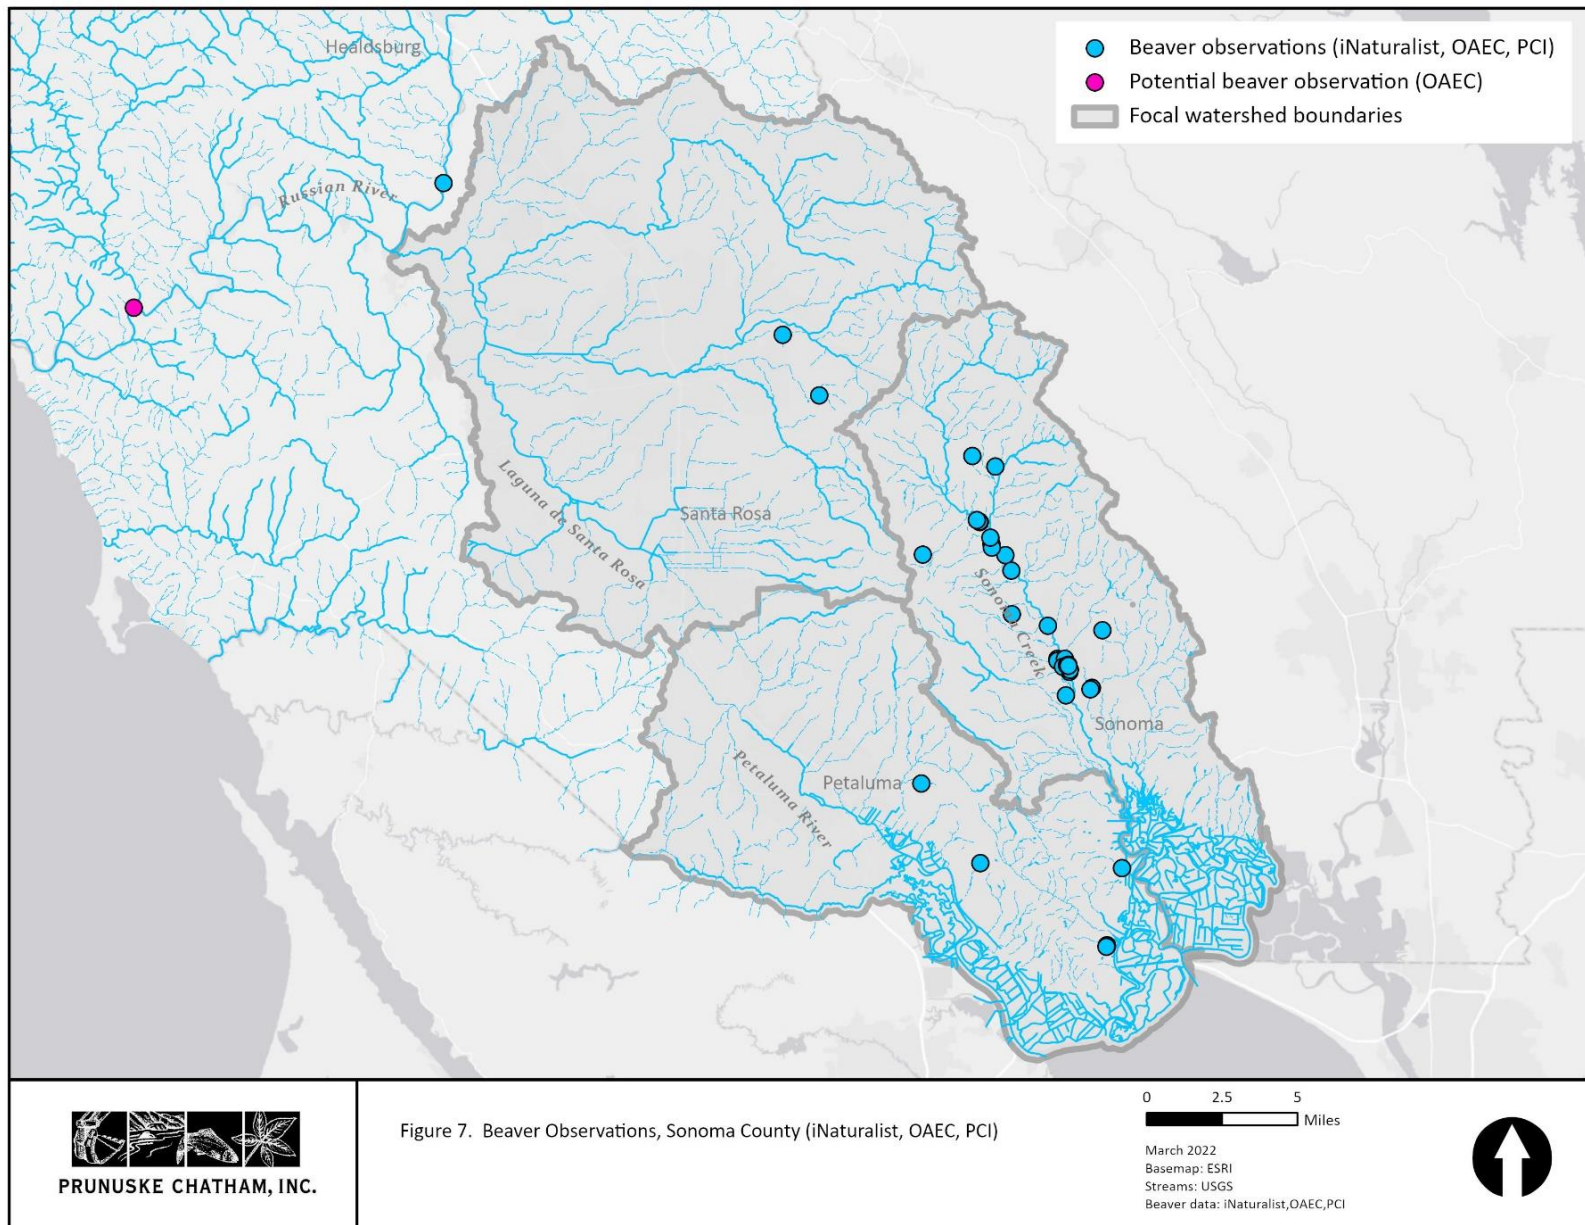 Healdsburg
Beaver observations (iNaturalist, OAEC, PCI)
Potential beaver observation (OAEC)
Focal watershed boundaries
Russian River
Laguna de Santa Rosa
Santa Rosa
Sonoma Creek
Sonoma
Petaluma
Petaluma River
PRUNUSKE CHATHAM, INC.
Figure 7. Beaver Observations, Sonoma County (iNaturalist, OAEC, PCI)
0 2.5 5
Miles
March 2022
Basemap: ESRI
Streams: USGS
Beaver data: iNaturalist,OAEC,PCI